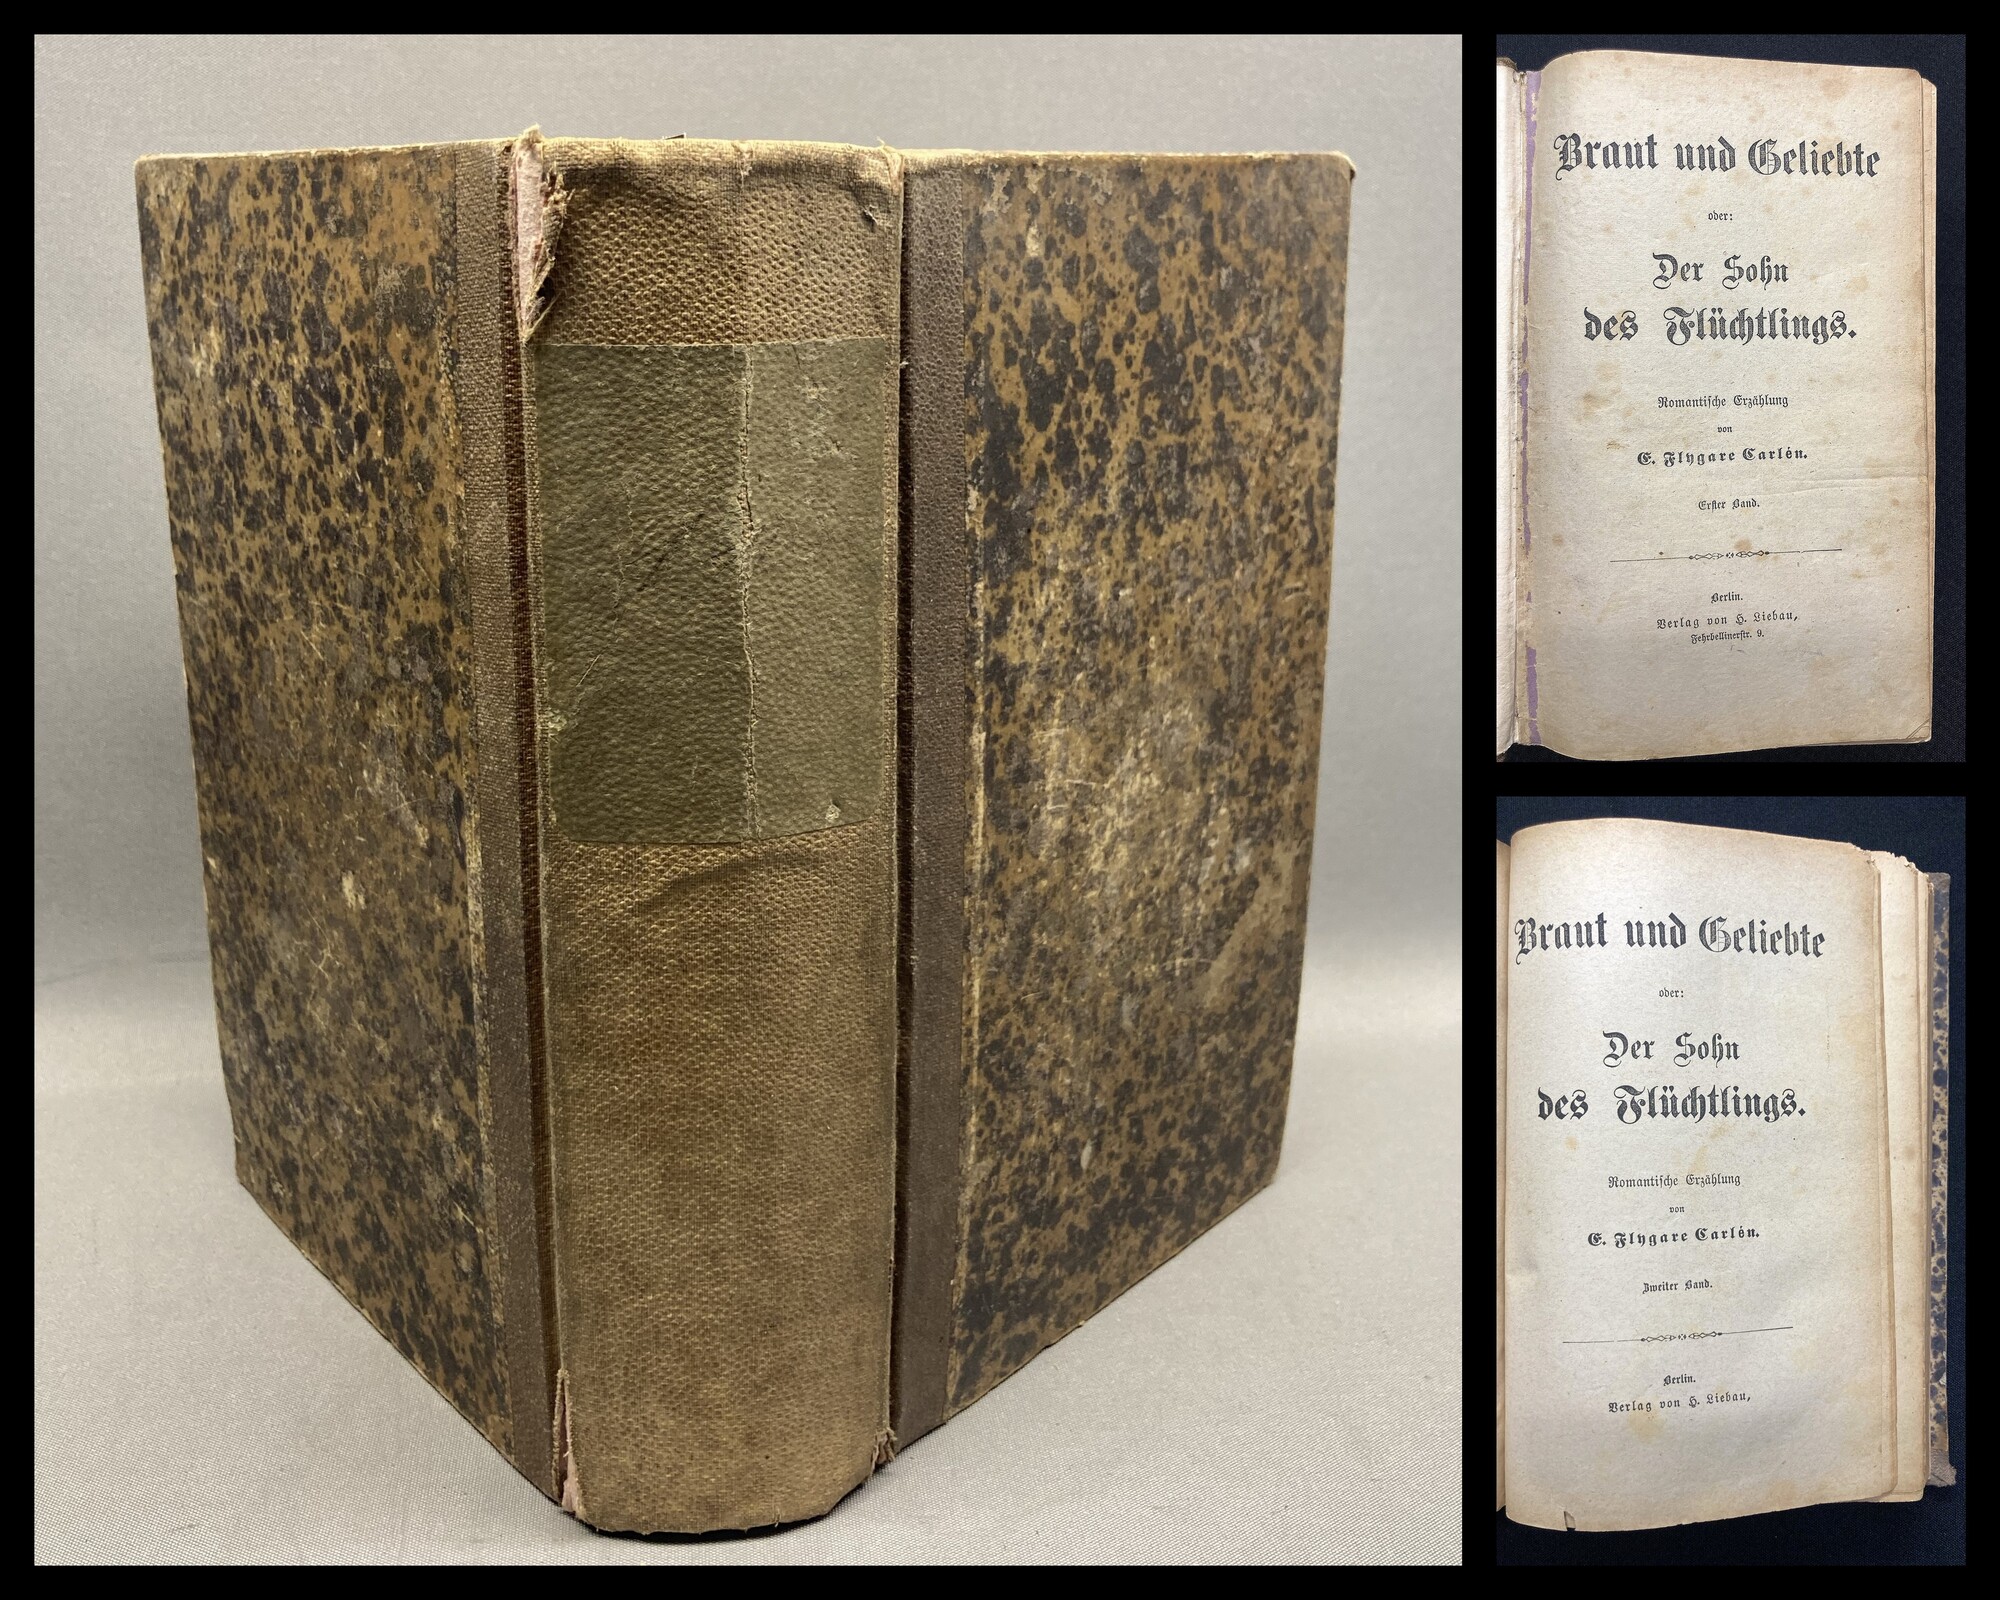 Braut und Geliebte
oder:
Der Sohn
des Flüchtlings.
Romantische Erzählung
von
E. Flygare Carlén.
Erster Band.
Berlin.
Verlag von H. Liebau,
Fehrbellinerstr. 9.
Braut und Geliebte
oder:
Der Sohn
des Flüchtlings.
Romantische Erzählung
von
E. Flygare Carlén.
Zweiter Band.
Berlin.
Verlag von H. Liebau,